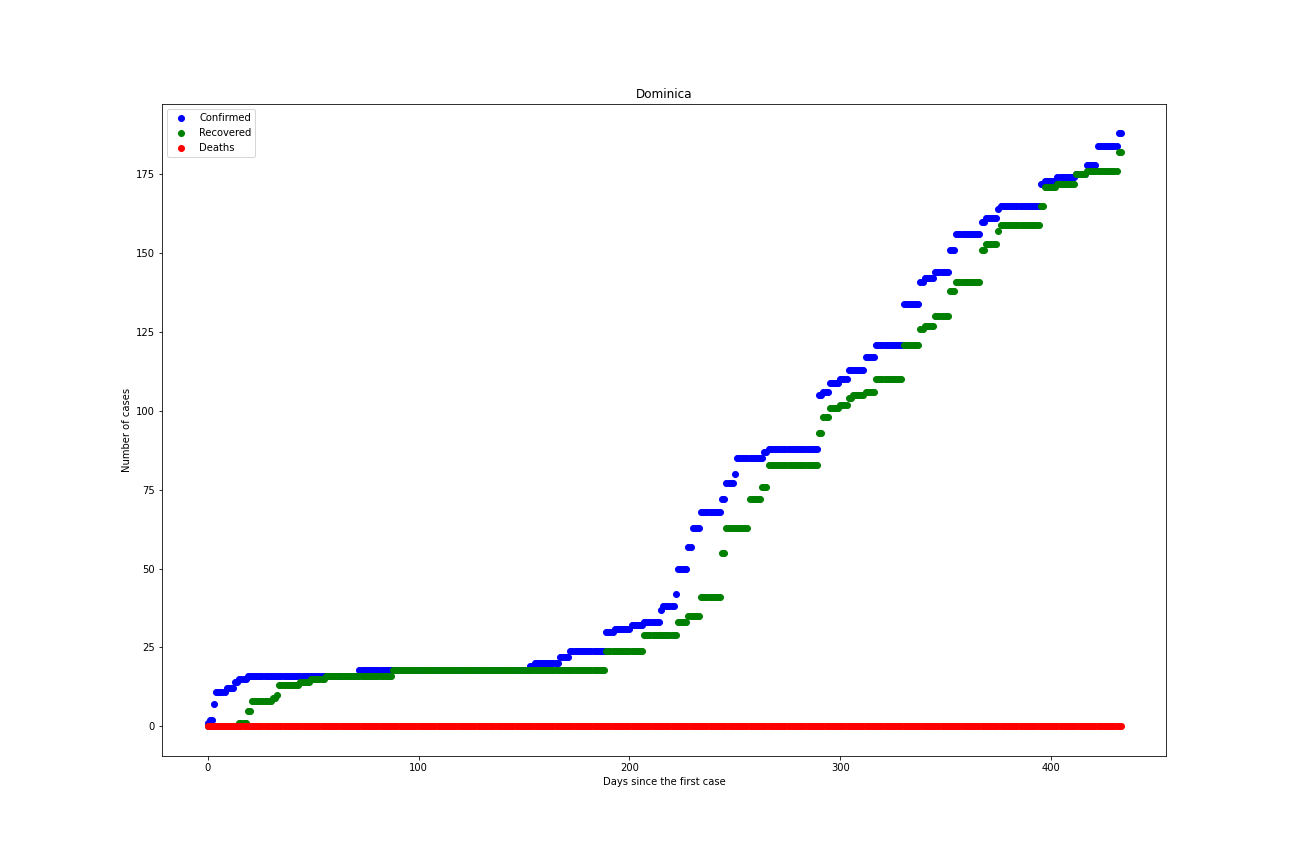 Dominica
Confirmed
Recovered
Deaths
175
150
125
100
75
50
25
0
Number of cases
0 100 200 300 400
Days since the first case